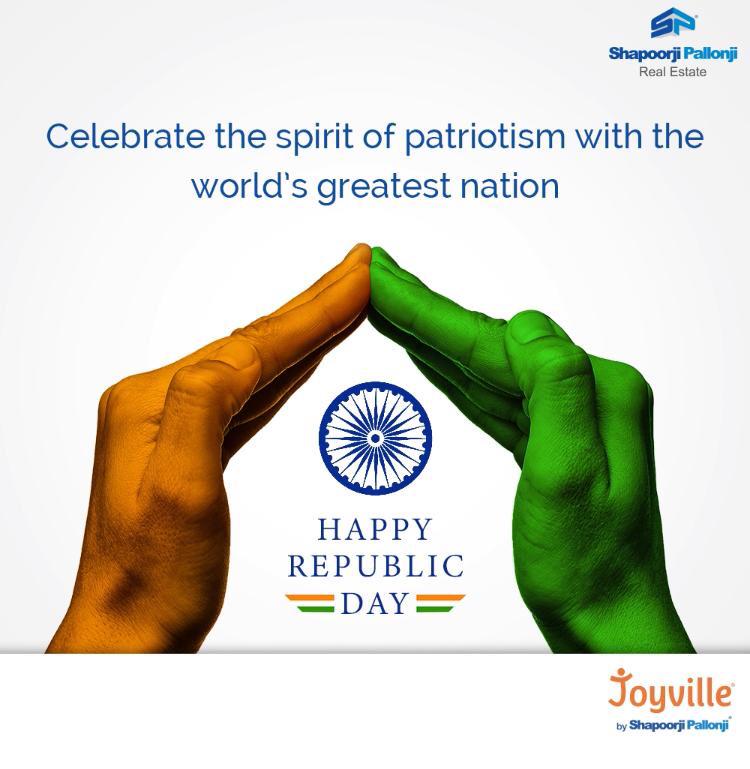 Shapoorji Pallonji
Real Estate
Celebrate the spirit of patriotism with the
world's greatest nation
HAPPY
REPUBLIC
DAY
Joyville
by Shapoorji Pallonji